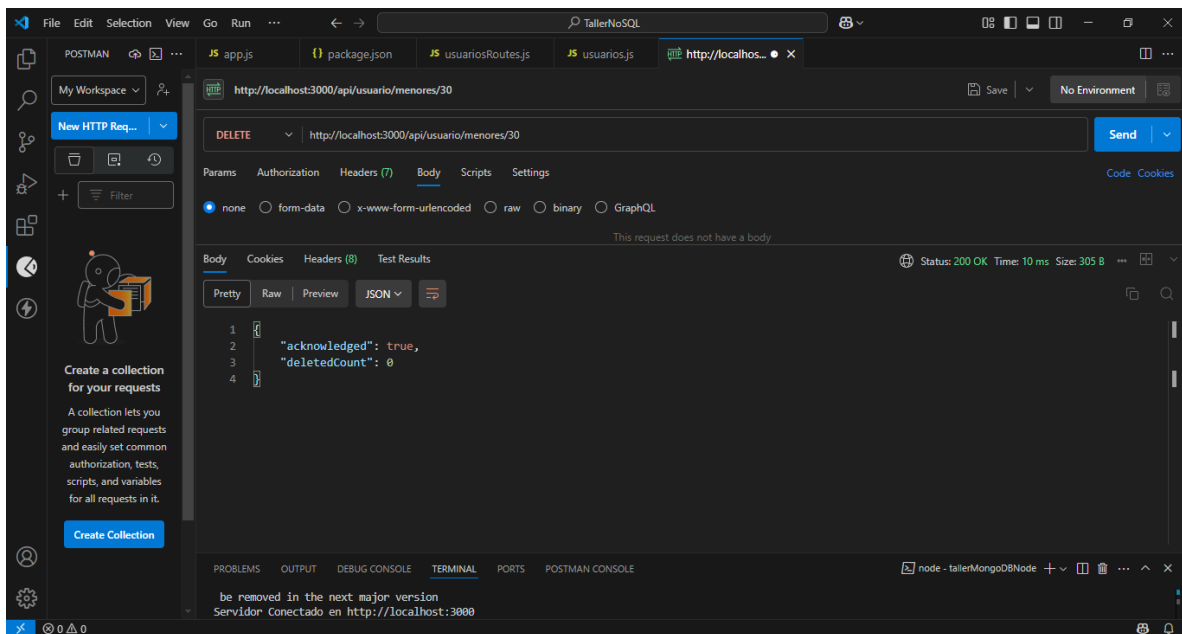 File Edit Selection View Go Run ··· TallerNoSQL
POSTMAN ···
JS app.js {} package.json JS usuariosRoutes.js JS usuarios.js HTTP http://localhos...
My Workspace
HTTP http://localhost:3000/api/usuario/menores/30 Save No Environment
New HTTP Req...
DELETE http://localhost:3000/api/usuario/menores/30 Send
Filter
Params Authorization Headers (7) Body Scripts Settings Code Cookies
none form-data x-www-form-urlencoded raw binary GraphQL
This request does not have a body
Body Cookies Headers (8) Test Results Status: 200 OK Time: 10 ms Size: 305 B ···
Pretty Raw Preview JSON
1 {
2 "acknowledged": true,
3 "deletedCount": 0
4 }
Create a collection
for your requests
A collection lets you
group related requests
and easily set common
authorization, tests,
scripts, and variables
for all requests in it.
Create Collection
PROBLEMS OUTPUT DEBUG CONSOLE TERMINAL PORTS POSTMAN CONSOLE node - tallerMongoDBNode ···
be removed in the next major version
Servidor Conectado en http://localhost:3000
0 0